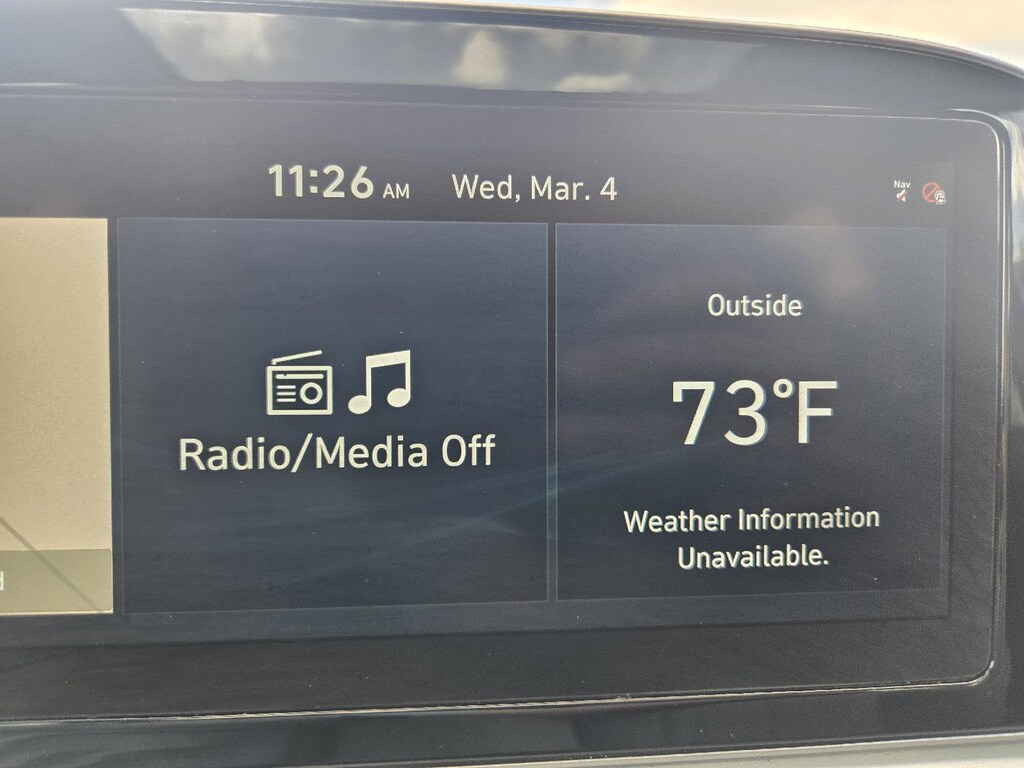 11:26 AM Wed, Mar. 4
Nav
Radio/Media Off
Outside
73°F
Weather Information
Unavailable.